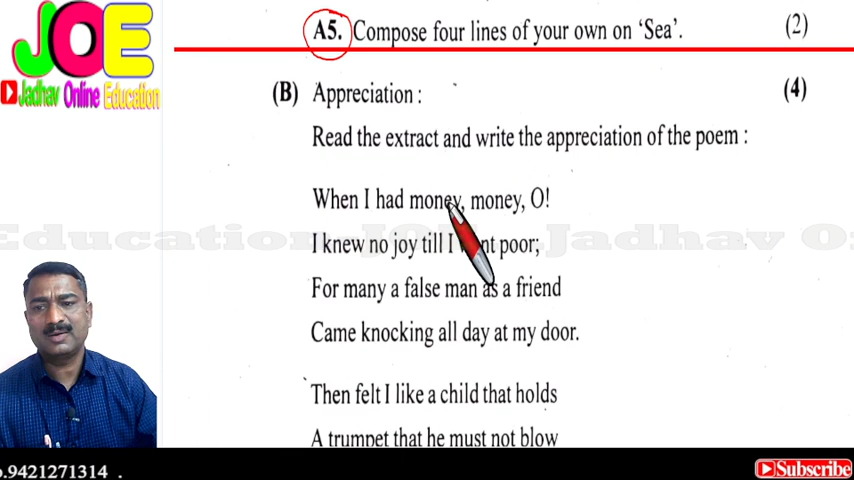 JOE
Jadhav Online Education
A5. Compose four lines of your own on ‘Sea’. (2)
(B) Appreciation : (4)
Read the extract and write the appreciation of the poem :
When I had money, money, O!
I knew no joy till I went poor;
For many a false man as a friend
Came knocking all day at my door.
Then felt I like a child that holds
A trumpet that he must not blow
Education Jadhav O
o.9421271314 .
Subscribe